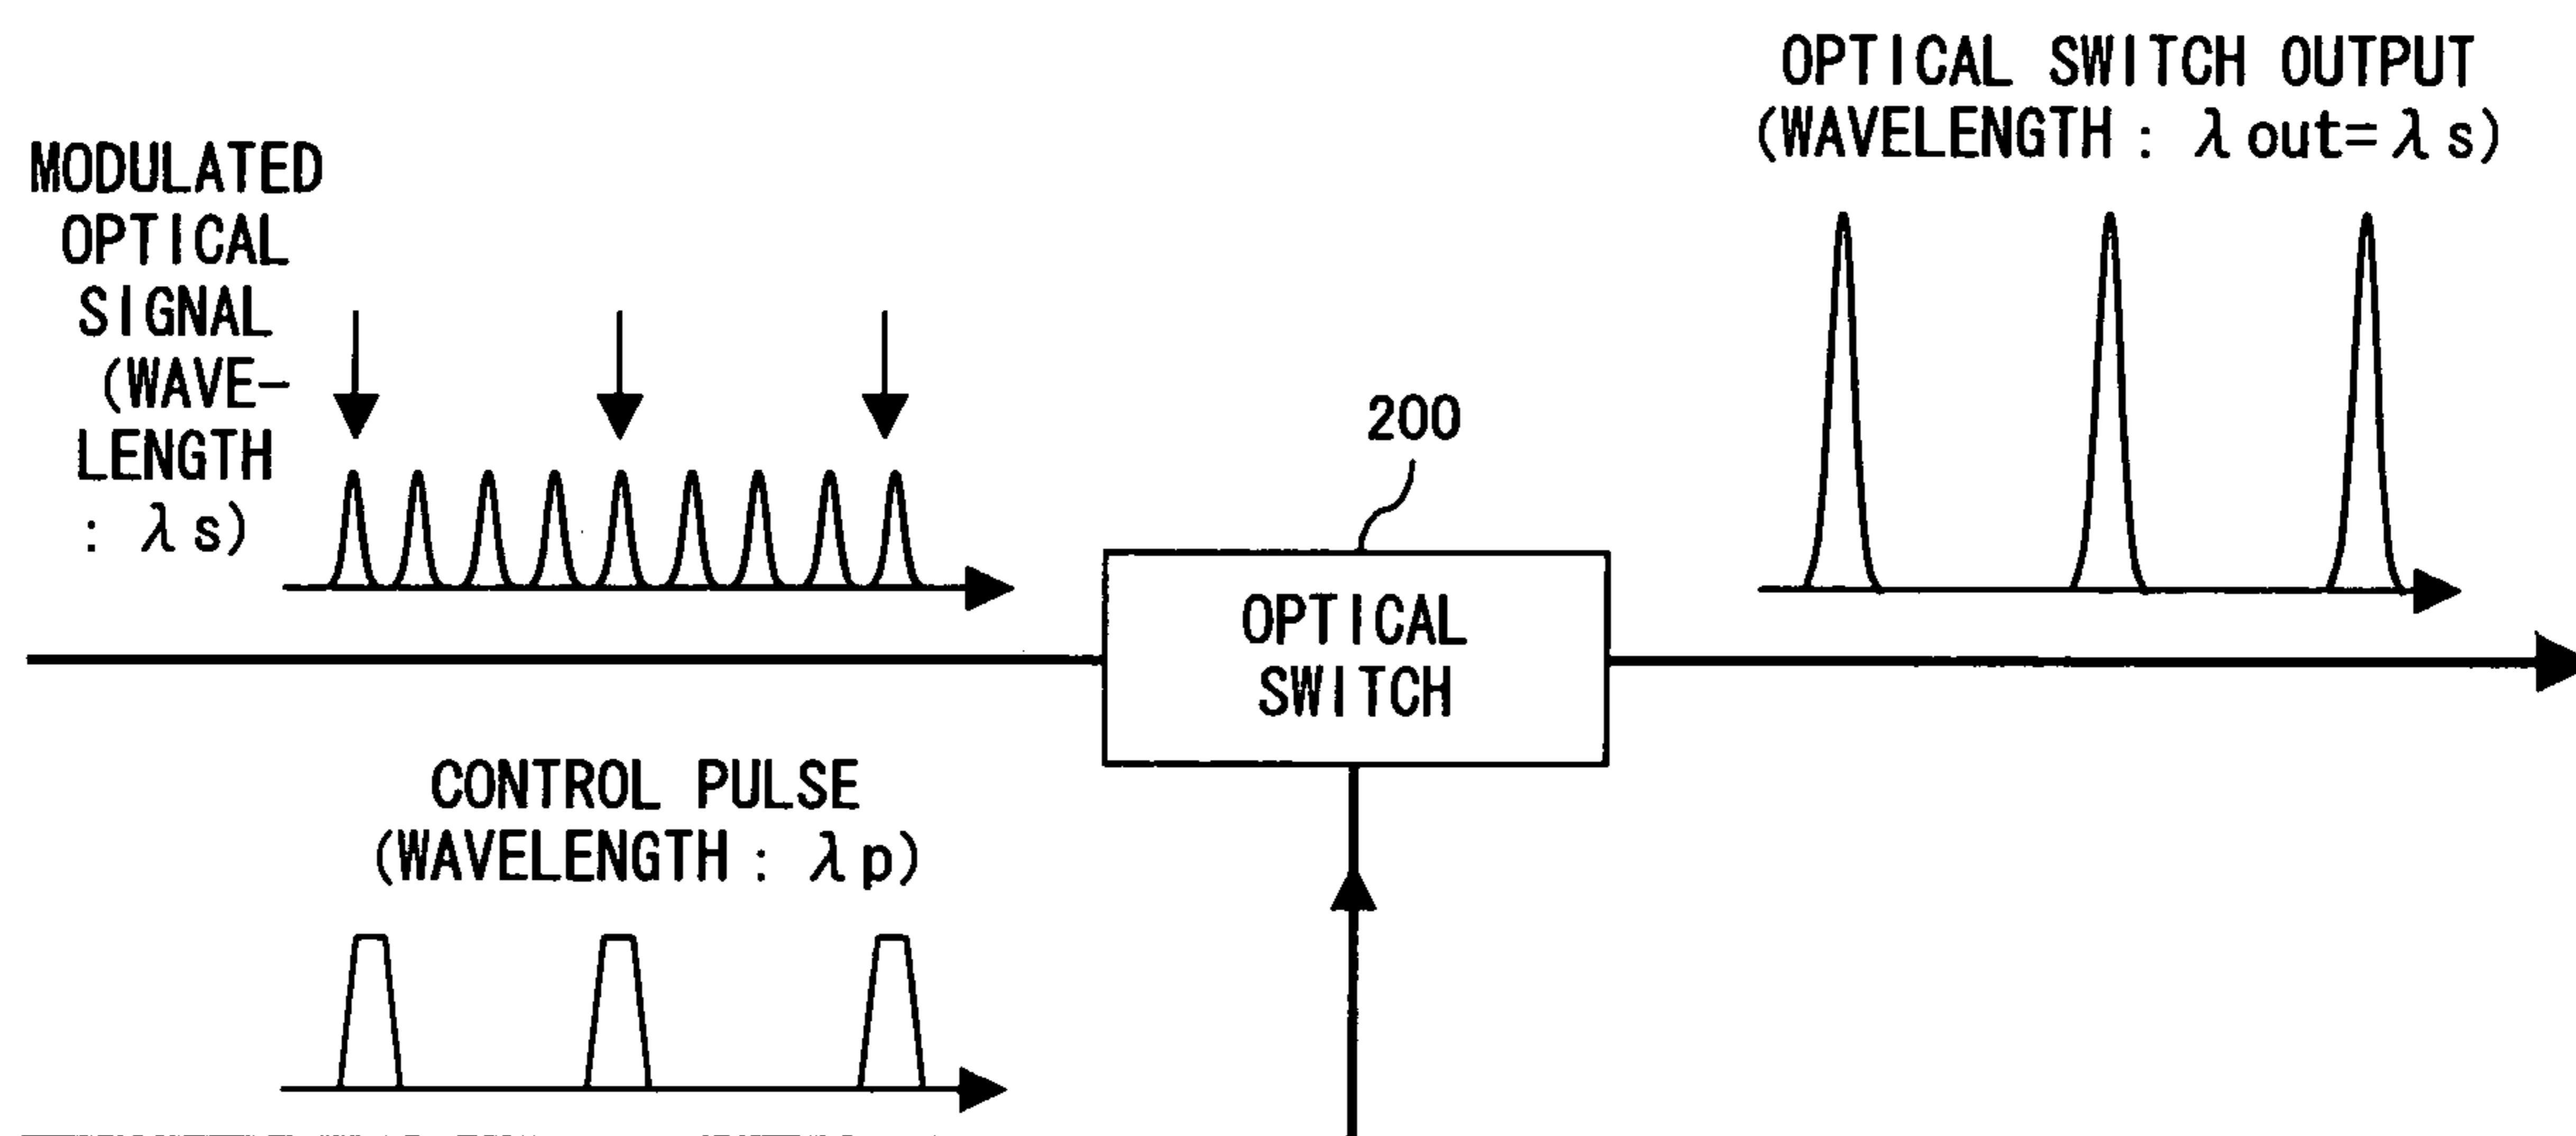 MODULATED
OPTICAL
SIGNAL
(WAVE-
LENGTH
: λs)
OPTICAL SWITCH OUTPUT
(WAVELENGTH : λout=λs)
200
OPTICAL
SWITCH
CONTROL PULSE
(WAVELENGTH : λp)